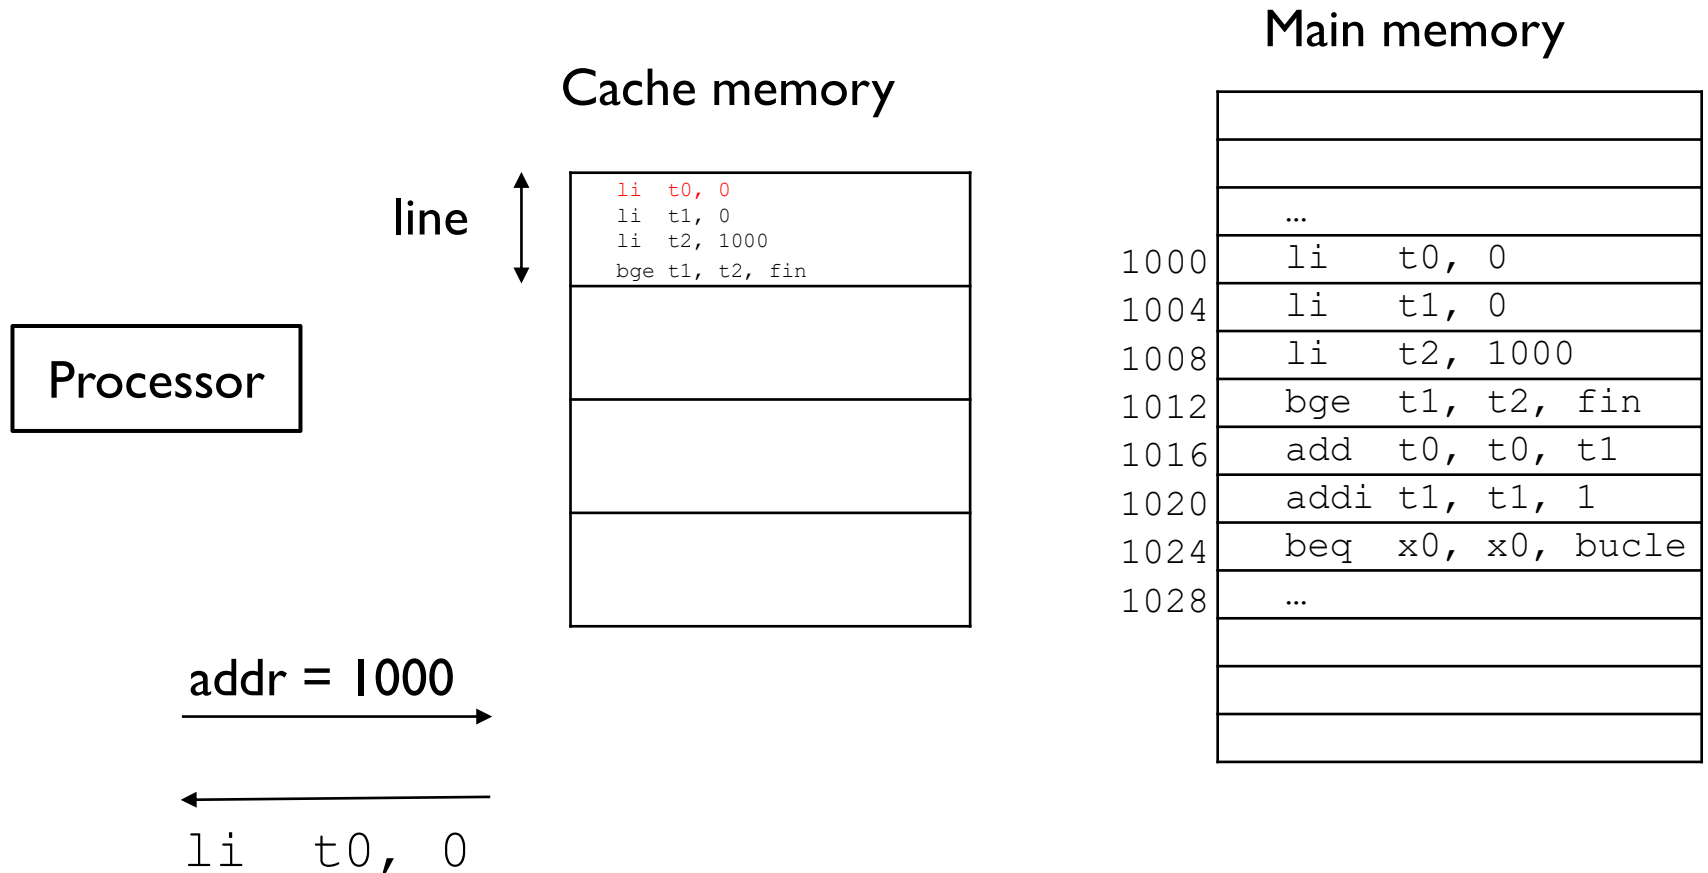 Main memory
Cache memory
line
li t0, 0
li t1, 0
li t2, 1000
bge t1, t2, fin
Processor
addr = 1000
li t0, 0
…
1000 li t0, 0
1004 li t1, 0
1008 li t2, 1000
1012 bge t1, t2, fin
1016 add t0, t0, t1
1020 addi t1, t1, 1
1024 beq x0, x0, bucle
1028 …